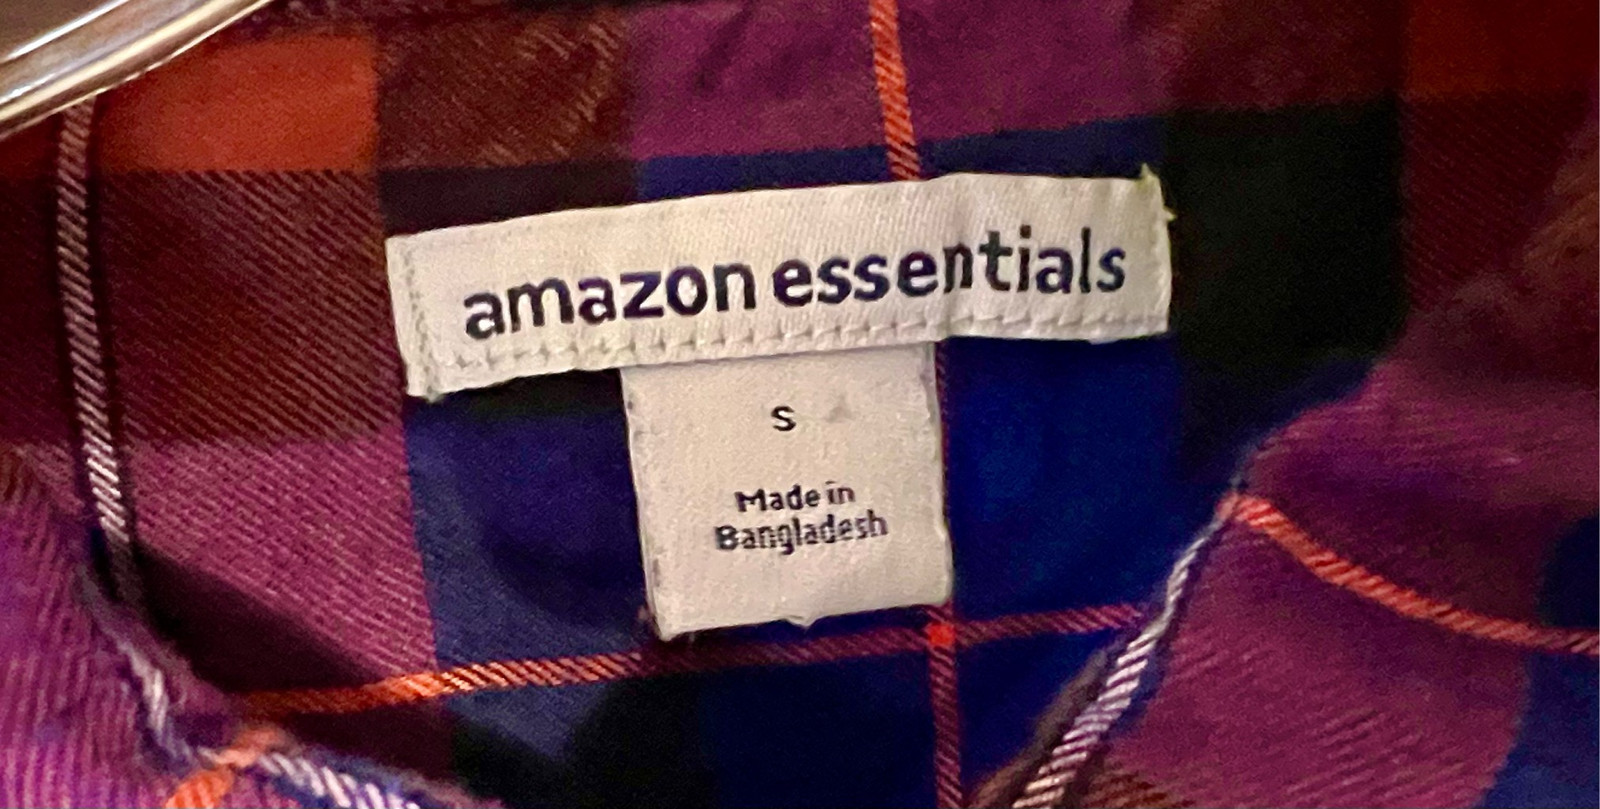 amazon essentials
S
Made in
Bangladesh